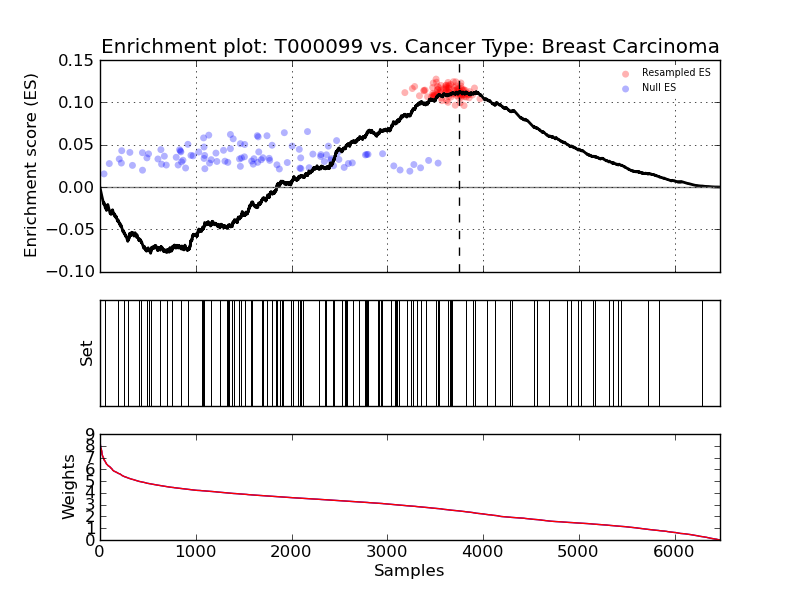 Enrichment plot: T000099 vs. Cancer Type: Breast Carcinoma
Enrichment score (ES)
0.15
0.10
0.05
0.00
−0.05
−0.10
Resampled ES
Null ES
Set
Weights
9
8
7
6
5
4
3
2
1
0
0 1000 2000 3000 4000 5000 6000
Samples